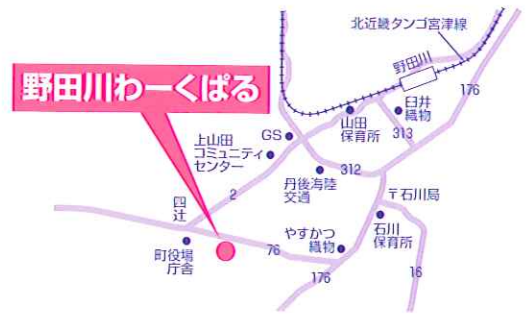 北近畿タンゴ宮津線
野田川
野田川わーくぱる
176
臼井
織物
山田
保育所
313
GS
上山田
コミュニティ
センター
312
丹後海陸
交通
2
〒石川局
四
辻
石川
保育所
やすかつ
織物
町役場
庁舎
76
176
16